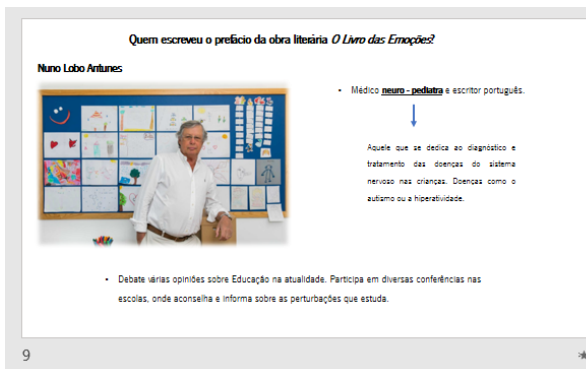 Quem escreveu o prefácio da obra literária O Livro das Emoções?
Nuno Lobo Antunes
• Médico neuro - pediatra e escritor português.
Aquele que se dedica ao diagnóstico e
tratamento das doenças do sistema
nervoso nas crianças. Doenças como o
autismo ou a hiperatividade.
• Debate várias opiniões sobre Educação na atualidade. Participa em diversas conferências nas
escolas, onde aconselha e informa sobre as perturbações que estuda.
9